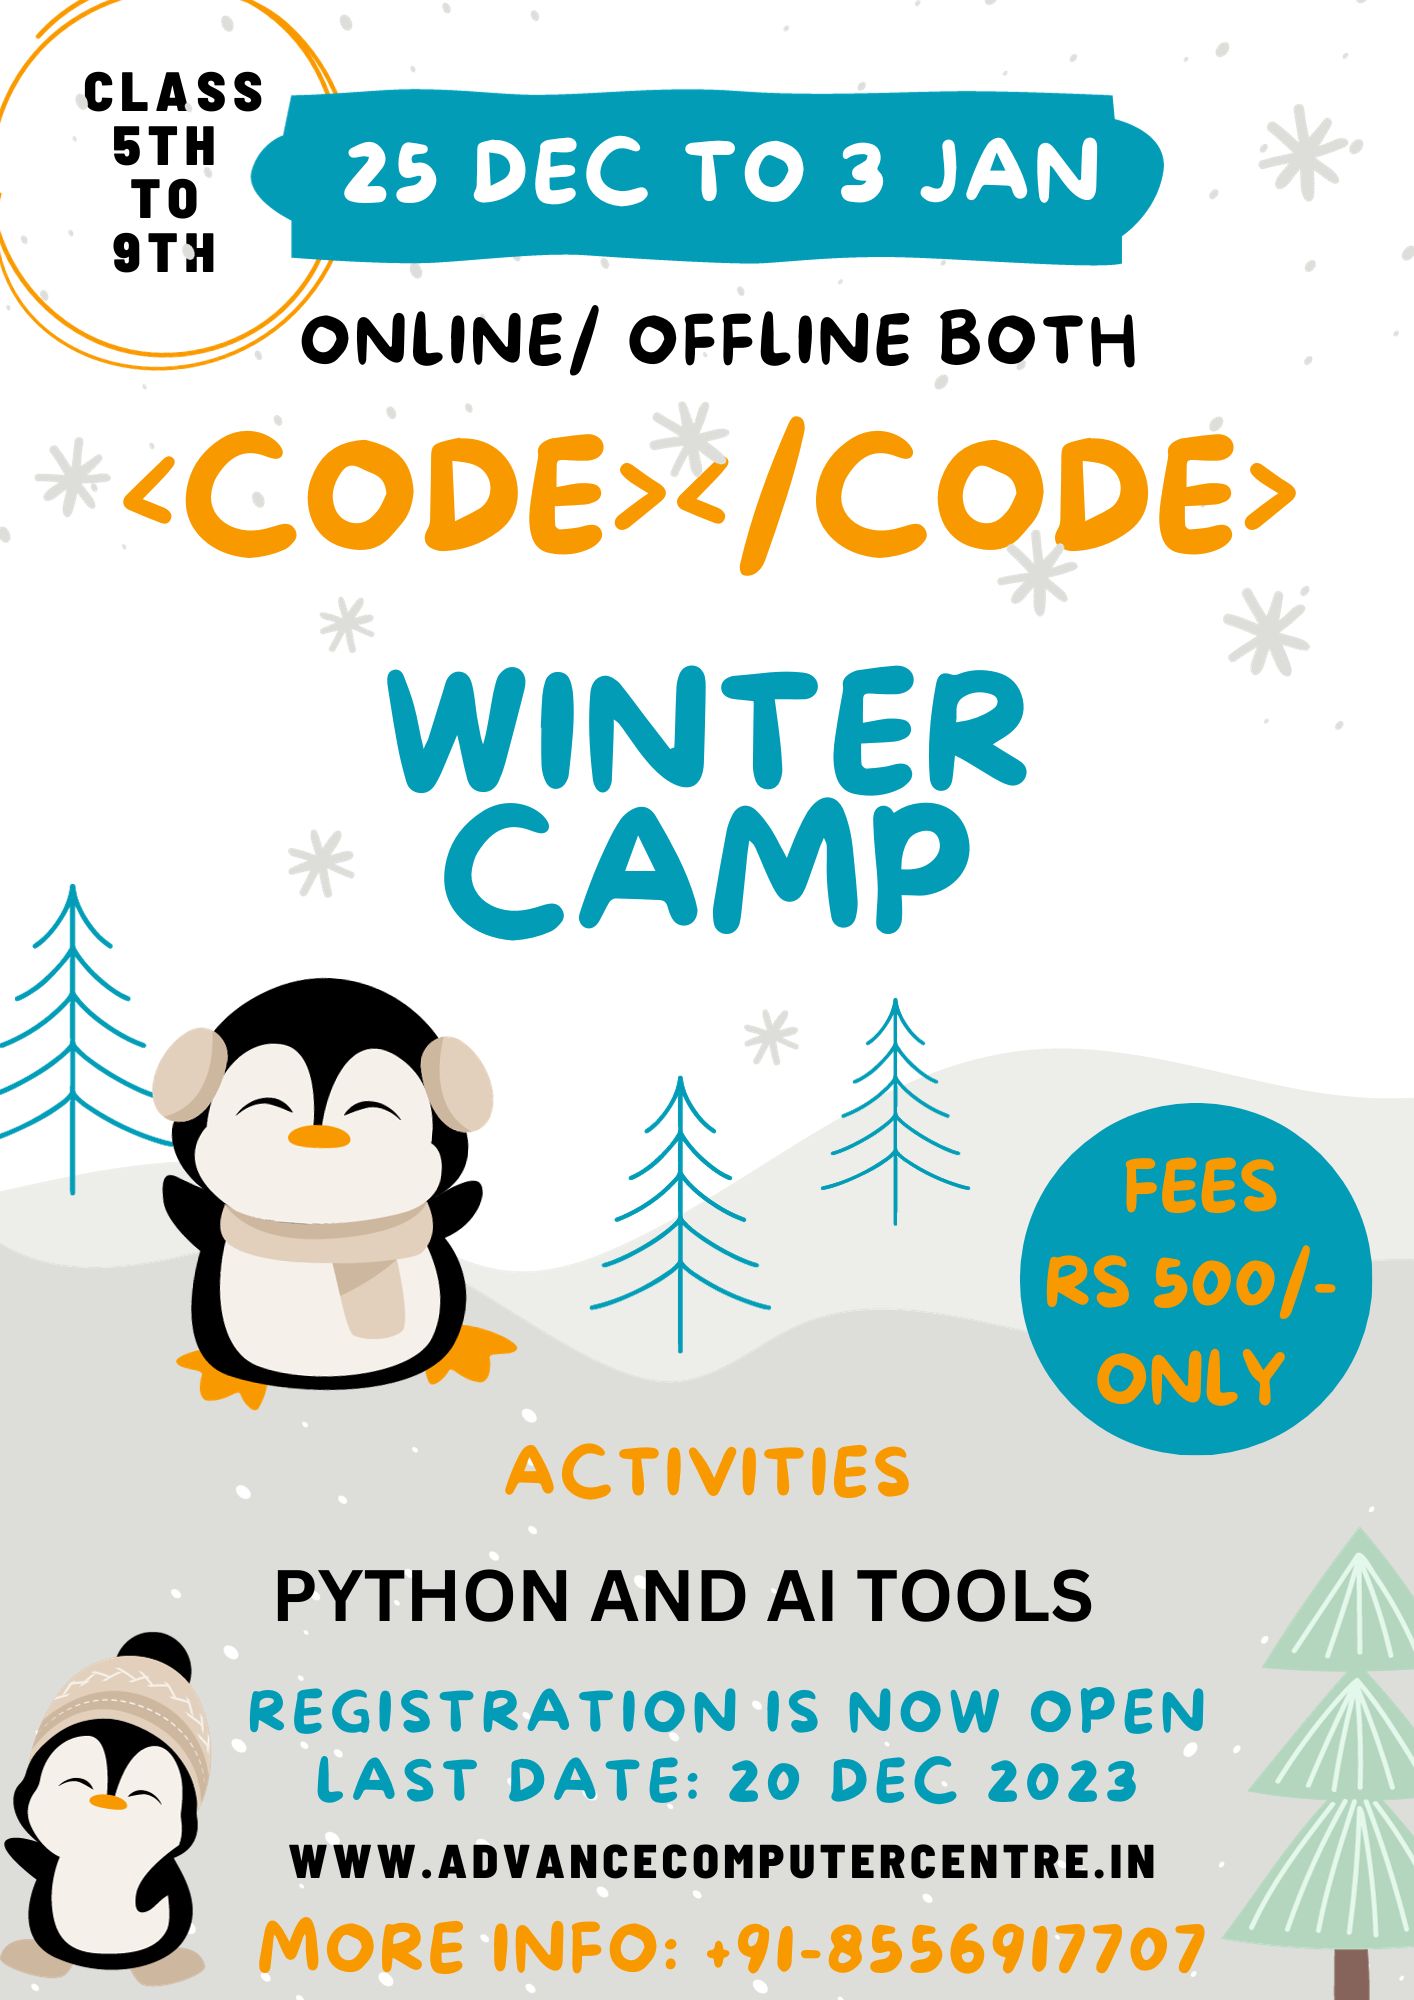 CLASS
5TH
TO
9TH
25 DEC TO 3 JAN
ONLINE/ OFFLINE BOTH
<CODE></CODE>
WINTER
CAMP
FEES
RS 500/-
ONLY
ACTIVITIES
PYTHON AND AI TOOLS
REGISTRATION IS NOW OPEN
LAST DATE: 20 DEC 2023
WWW.ADVANCECOMPUTERCENTRE.IN
MORE INFO: +91-8556917707